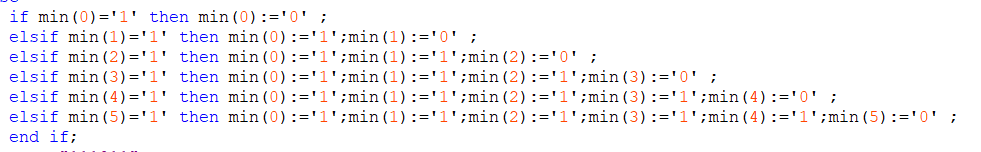 if min(0)='1' then min(0):='0' ;
elsif min(1)='1' then min(0):='1';min(1):='0' ;
elsif min(2)='1' then min(0):='1';min(1):='1';min(2):='0' ;
elsif min(3)='1' then min(0):='1';min(1):='1';min(2):='1';min(3):='0' ;
elsif min(4)='1' then min(0):='1';min(1):='1';min(2):='1';min(3):='1';min(4):='0' ;
elsif min(5)='1' then min(0):='1';min(1):='1';min(2):='1';min(3):='1';min(4):='1';min(5):='0' ;
end if;